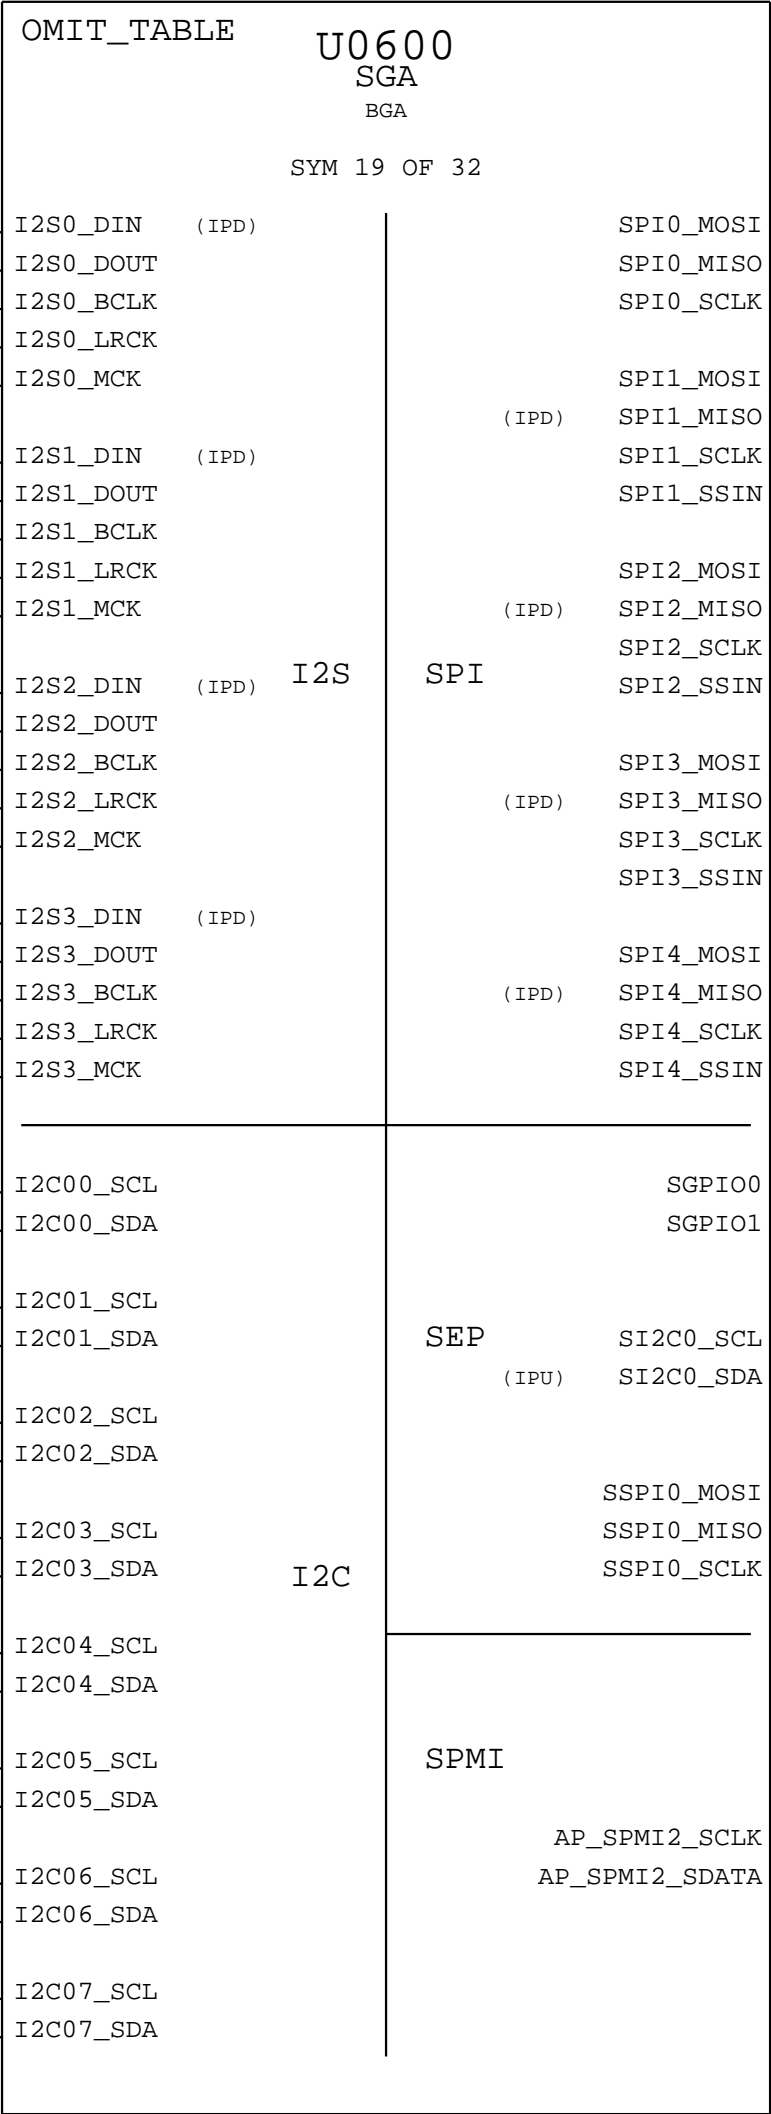 OMIT_TABLE
U0600
SGA
BGA
SYM 19 OF 32
I2S0_DIN (IPD) SPI0_MOSI
I2S0_DOUT SPI0_MISO
I2S0_BCLK SPI0_SCLK
I2S0_LRCK
I2S0_MCK SPI1_MOSI
(IPD) SPI1_MISO
I2S1_DIN (IPD) SPI1_SCLK
I2S1_DOUT SPI1_SSIN
I2S1_BCLK
I2S1_LRCK SPI2_MOSI
I2S1_MCK (IPD) SPI2_MISO
SPI2_SCLK
I2S SPI
I2S2_DIN (IPD) SPI2_SSIN
I2S2_DOUT
I2S2_BCLK SPI3_MOSI
I2S2_LRCK (IPD) SPI3_MISO
I2S2_MCK SPI3_SCLK
SPI3_SSIN
I2S3_DIN (IPD)
I2S3_DOUT SPI4_MOSI
I2S3_BCLK (IPD) SPI4_MISO
I2S3_LRCK SPI4_SCLK
I2S3_MCK SPI4_SSIN
I2C00_SCL SGPIO0
I2C00_SDA SGPIO1
I2C01_SCL
I2C01_SDA SEP SI2C0_SCL
(IPU) SI2C0_SDA
I2C02_SCL
I2C02_SDA
SSPI0_MOSI
I2C03_SCL SSPI0_MISO
I2C03_SDA I2C SSPI0_SCLK
I2C04_SCL
I2C04_SDA
I2C05_SCL SPMI
I2C05_SDA
AP_SPMI2_SCLK
I2C06_SCL AP_SPMI2_SDATA
I2C06_SDA
I2C07_SCL
I2C07_SDA